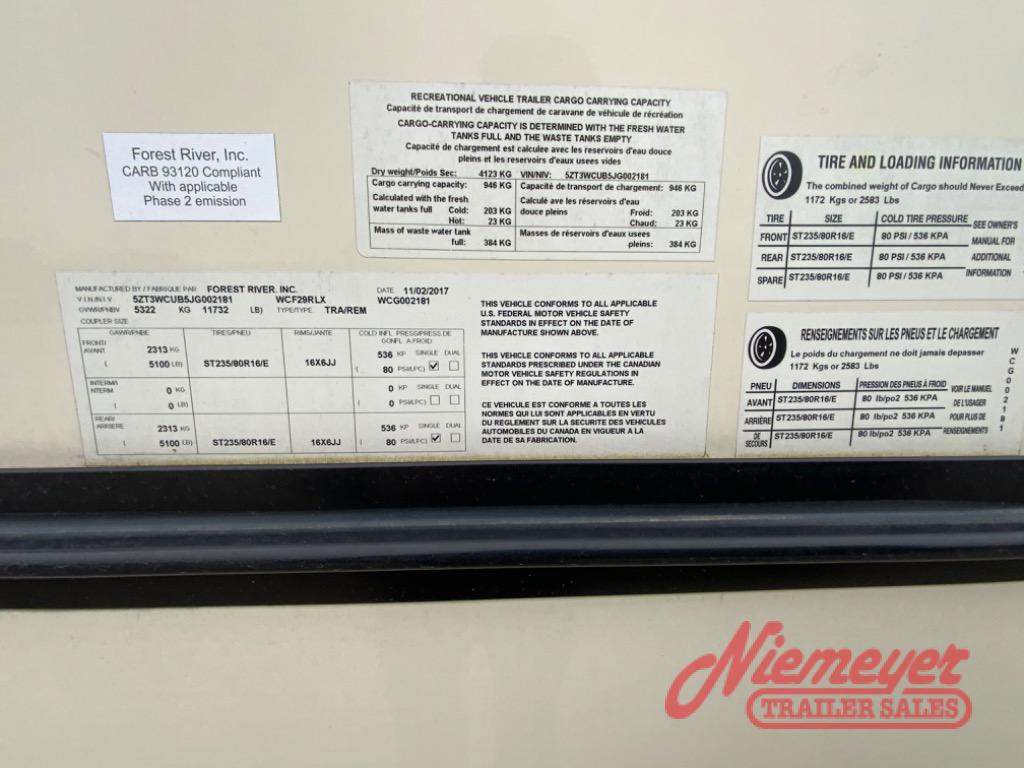 RECREATIONAL VEHICLE TRAILER CARGO CARRYING CAPACITY
Capacité de transport de chargement de caravane de véhicule de récréation
CARGO-CARRYING CAPACITY IS DETERMINED WITH THE FRESH WATER
TANKS FULL AND THE WASTE TANKS EMPTY
Capacité de chargement est calculee avec les reservoirs d'eau douce
pleins et les reservoirs d'eaux usees vides
Dry weight/Poids Sec: 4123 KG VIN/NIV: 5ZT3WCUB5JG002181
Cargo carrying capacity: 946 KG Capacité de transport de chargement: 946 KG
Calculated with the fresh Calculé ave les réservoirs d'éau
water tanks full Cold: 203 KG douce pleins Froid: 203 KG
Hot: 23 KG Chaud: 23 KG
Mass of waste water tank Masses de réservoirs d'eaux usees
full: 384 KG pleins: 384 KG
Forest River, Inc.
CARB 93120 Compliant
With applicable
Phase 2 emission
TIRE AND LOADING INFORMATION
The combined weight of Cargo should Never Exceed
1172 Kgs or 2583 Lbs
TIRE SIZE COLD TIRE PRESSURE SEE OWNER'S
FRONT ST235/80R16/E 80 PSI / 536 KPA MANUAL FOR
REAR ST235/80R16/E 80 PSI / 536 KPA ADDITIONAL
SPARE ST235/80R16/E 80 PSI / 536 KPA INFORMATION
MANUFACTURED BY / FABRIQUE PAR FOREST RIVER, INC. DATE 11/02/2017
V.I.N./N.I.V 5ZT3WCUB5JG002181 WCF29RLX WCG002181
GVWR/PNBV 5322 KG ( 11732 LB) TYPE/TYPE TRA/REM
COUPLER SIZE
GAWR/PNBE TIRES/PNEU RIMS/JANTE COLD INFL PRESS/PRESS DE GONFL A.FROID
FRONT/
AVANT 2313 KG 536 KP SINGLE DUAL
( 5100 LB) ST235/80R16/E 16X6JJ ( 80 PSI/LPC)
INTERM/
INTERM. 0 KG 0 KP SINGLE DUAL
( 0 LB) ( 0 PSI/LPC)
REAR/
ARRIERE 2313 KG 536 KP SINGLE DUAL
( 5100 LB) ST235/80R16/E 16X6JJ ( 80 PSI/LPC)
THIS VEHICLE CONFORMS TO ALL APPLICABLE
U.S. FEDERAL MOTOR VEHICLE SAFETY
STANDARDS IN EFFECT ON THE DATE OF
MANUFACTURE SHOWN ABOVE.
THIS VEHICLE CONFORMS TO ALL APPLICABLE
STANDARDS PRESCRIBED UNDER THE CANADIAN
MOTOR VEHICLE SAFETY REGULATIONS IN
EFFECT ON THE DATE OF MANUFACTURE.
CE VEHICULE EST CONFORME A TOUTES LES
NORMES QUI LUI SONT APPLICABLES EN VERTU
DU REGLEMENT SUR LA SECURITE DES VEHICULES
AUTOMOBILES DU CANADA EN VIGUEUR A LA
DATE DE SA FABRICATION.
RENSEIGNEMENTS SUR LES PNEUS ET LE CHARGEMENT
Le poids du chargement ne doit jamais depasser
1172 Kgs or 2583 Lbs
PNEU DIMENSIONS PRESSION DES PNEUS À FROID VOIR LE MANUEL
AVANT ST235/80R16/E 80 lb/po2 536 KPA DE L'USAGER
ARRIÈRE ST235/80R16/E 80 lb/po2 536 KPA POUR PLUS DE
DE SECOURS ST235/80R16/E 80 lb/po2 536 KPA RENSEIGNEMENTS
WCG002181
Niemeyer
TRAILER SALES